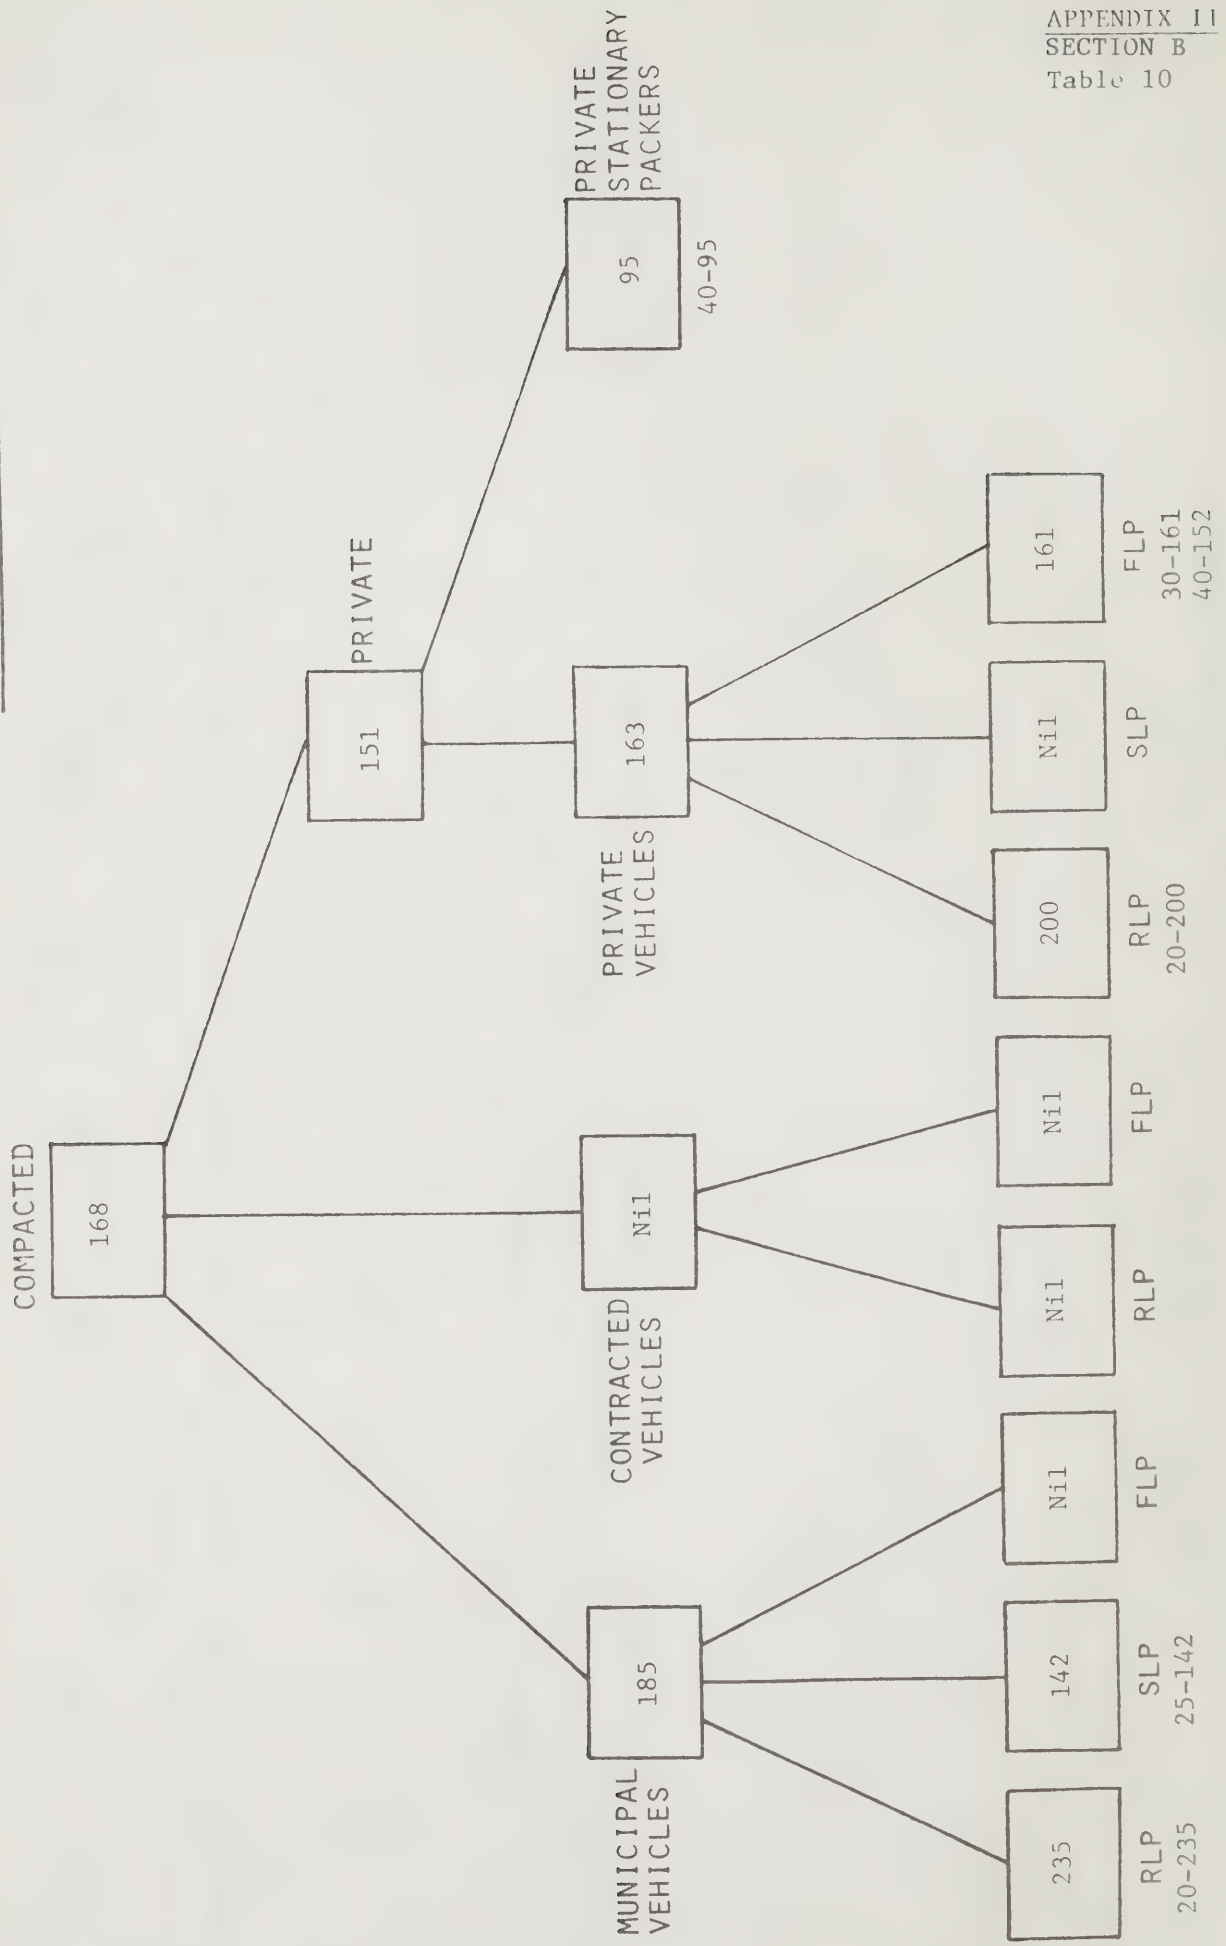 APPENDIX II
SECTION B
Table 10
COMPACTED
168
PRIVATE
151
MUNICIPAL
VEHICLES
185
CONTRACTED
VEHICLES
Nil
PRIVATE
VEHICLES
163
PRIVATE
STATIONARY
PACKERS
95
40-95
235
RLP
20-235
142
SLP
25-142
Nil
FLP
Nil
RLP
Nil
FLP
200
RLP
20-200
Nil
SLP
161
FLP
30-161
40-152